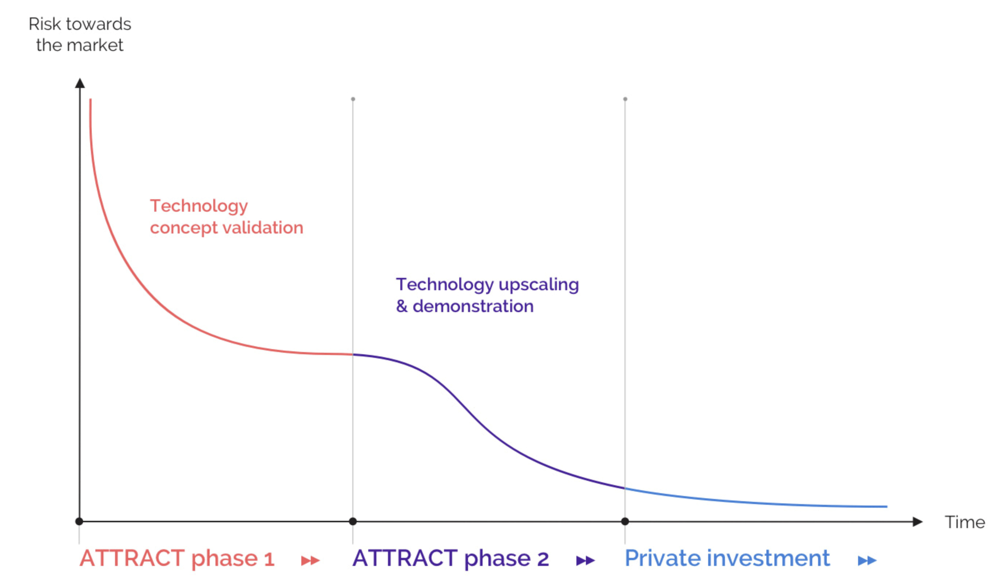 Risk towards
the market
Technology
concept validation
Technology upscaling
& demonstration
Time
ATTRACT phase 1
ATTRACT phase 2
Private investment